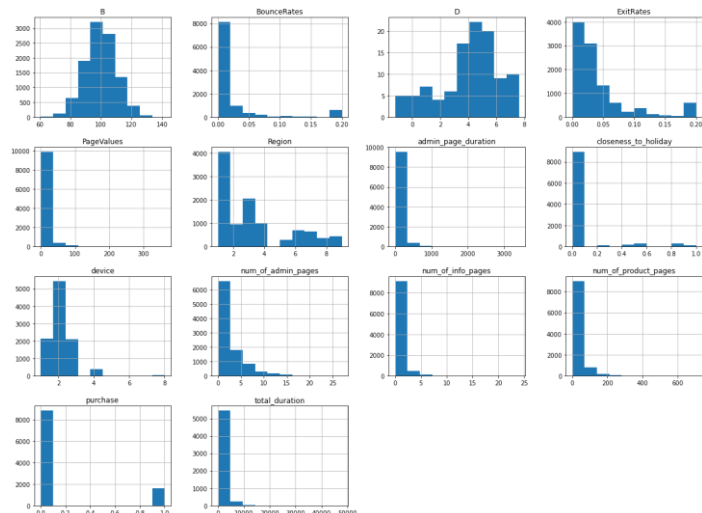 B BounceRates D ExitRates
3000 2500 2000 1500 1000 500 0
60 80 100 120 140
8000 6000 4000 2000 0
0.00 0.05 0.10 0.15 0.20
20 15 10 5 0
0 2 4 6 8
4000 3000 2000 1000 0
0.00 0.05 0.10 0.15 0.20
PageValues Region admin_page_duration closeness_to_holiday
10000 8000 6000 4000 2000 0
0 100 200 300
4000 3000 2000 1000 0
2 4 6 8
10000 8000 6000 4000 2000 0
0 1000 2000 3000
8000 6000 4000 2000 0
0.0 0.2 0.4 0.6 0.8 1.0
device num_of_admin_pages num_of_info_pages num_of_product_pages
5000 4000 3000 2000 1000 0
2 4 6 8
6000 5000 4000 3000 2000 1000 0
0 5 10 15 20 25
8000 6000 4000 2000 0
0 5 10 15 20 25
8000 6000 4000 2000 0
0 200 400 600
purchase total_duration
8000 6000 4000 2000 0
0.0 0.2 0.4 0.6 0.8 1.0
5000 4000 3000 2000 1000 0
0 10000 20000 30000 40000 50000